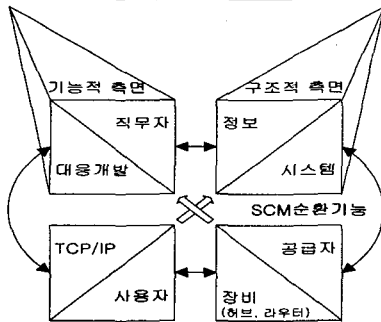 기능적 측면
구조적 측면
직무자
정보
대응개발
시스템
SCM순환기능
TCP/IP
공급자
사용자
장비
(허브, 라우터)